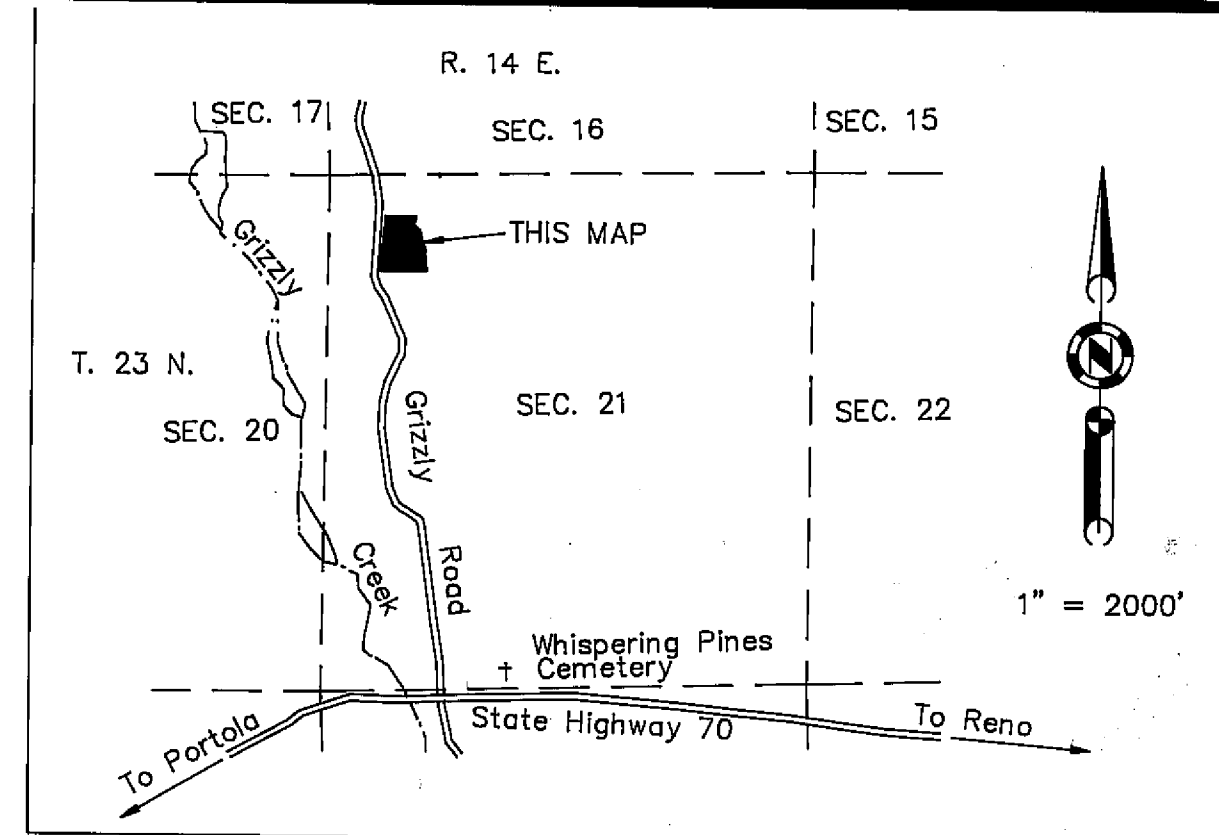 R. 14 E.
SEC. 17
SEC. 16
SEC. 15
THIS MAP
Grizzly
T. 23 N.
N
SEC. 20
Grizzly
SEC. 21
SEC. 22
Creek
Road
1" = 2000'
Whispering Pines
† Cemetery
State Highway 70
To Portola
To Reno